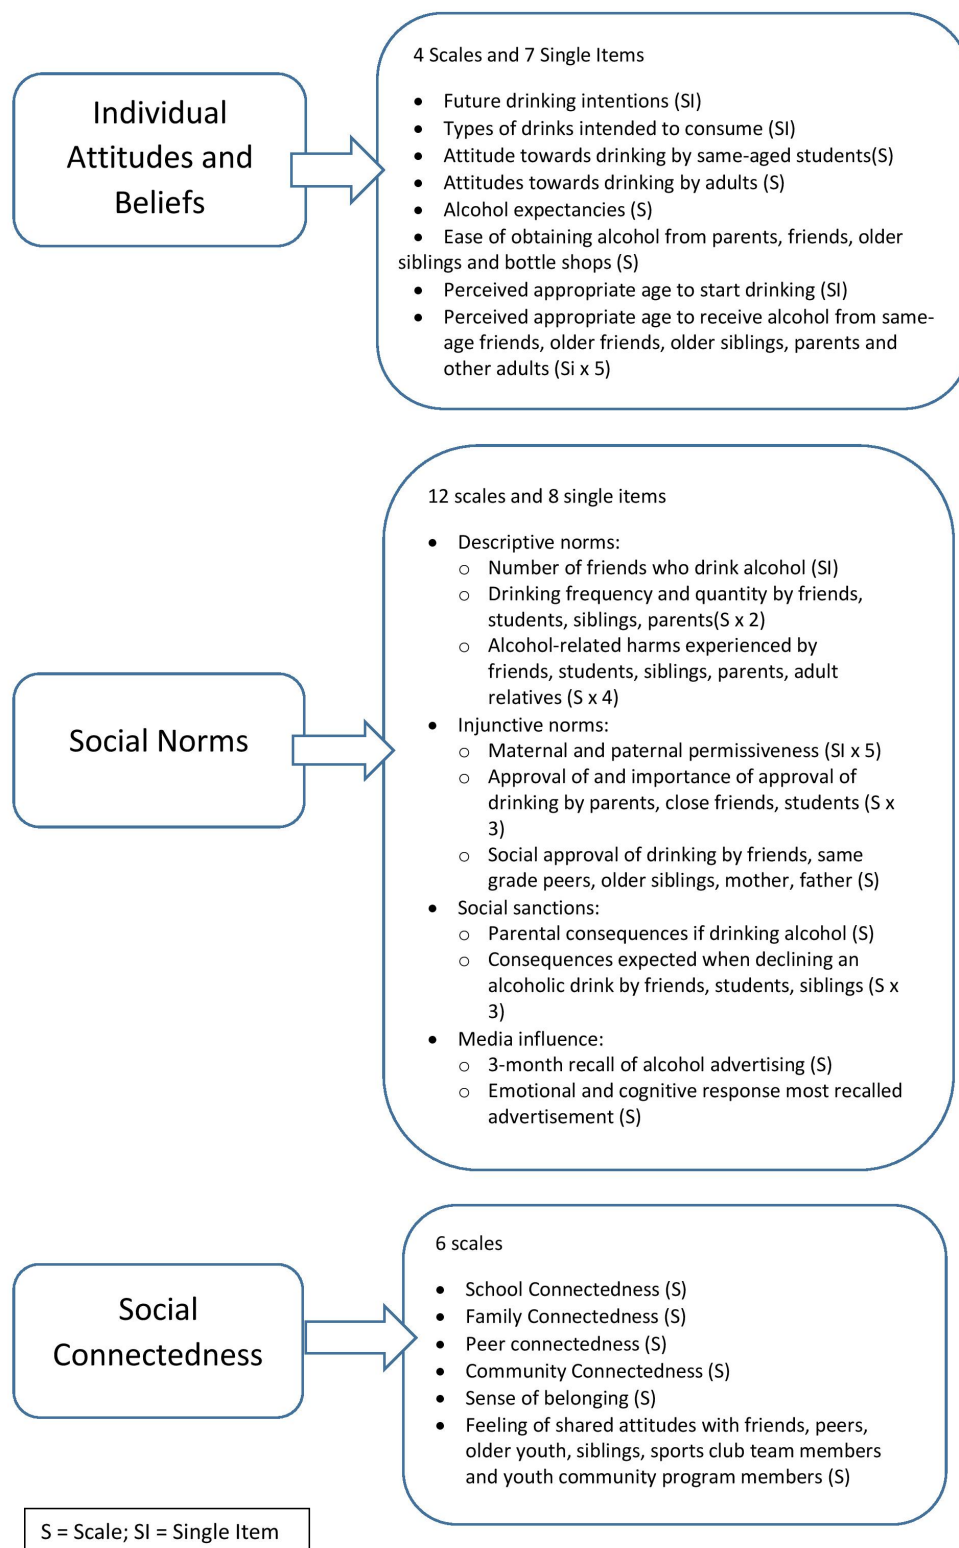 Individual
Attitudes and
Beliefs
4 Scales and 7 Single Items
• Future drinking intentions (SI)
• Types of drinks intended to consume (SI)
• Attitude towards drinking by same-aged students(S)
• Attitudes towards drinking by adults (S)
• Alcohol expectancies (S)
• Ease of obtaining alcohol from parents, friends, older
siblings and bottle shops (S)
• Perceived appropriate age to start drinking (SI)
• Perceived appropriate age to receive alcohol from same-
age friends, older friends, older siblings, parents and
other adults (Si x 5)
Social Norms
12 scales and 8 single items
• Descriptive norms:
o Number of friends who drink alcohol (SI)
o Drinking frequency and quantity by friends,
students, siblings, parents(S x 2)
o Alcohol-related harms experienced by
friends, students, siblings, parents, adult
relatives (S x 4)
• Injunctive norms:
o Maternal and paternal permissiveness (SI x 5)
o Approval of and importance of approval of
drinking by parents, close friends, students (S x
3)
o Social approval of drinking by friends, same
grade peers, older siblings, mother, father (S)
• Social sanctions:
o Parental consequences if drinking alcohol (S)
o Consequences expected when declining an
alcoholic drink by friends, students, siblings (S x
3)
• Media influence:
o 3-month recall of alcohol advertising (S)
o Emotional and cognitive response most recalled
advertisement (S)
Social
Connectedness
6 scales
• School Connectedness (S)
• Family Connectedness (S)
• Peer connectedness (S)
• Community Connectedness (S)
• Sense of belonging (S)
• Feeling of shared attitudes with friends, peers,
older youth, siblings, sports club team members
and youth community program members (S)
S = Scale; SI = Single Item